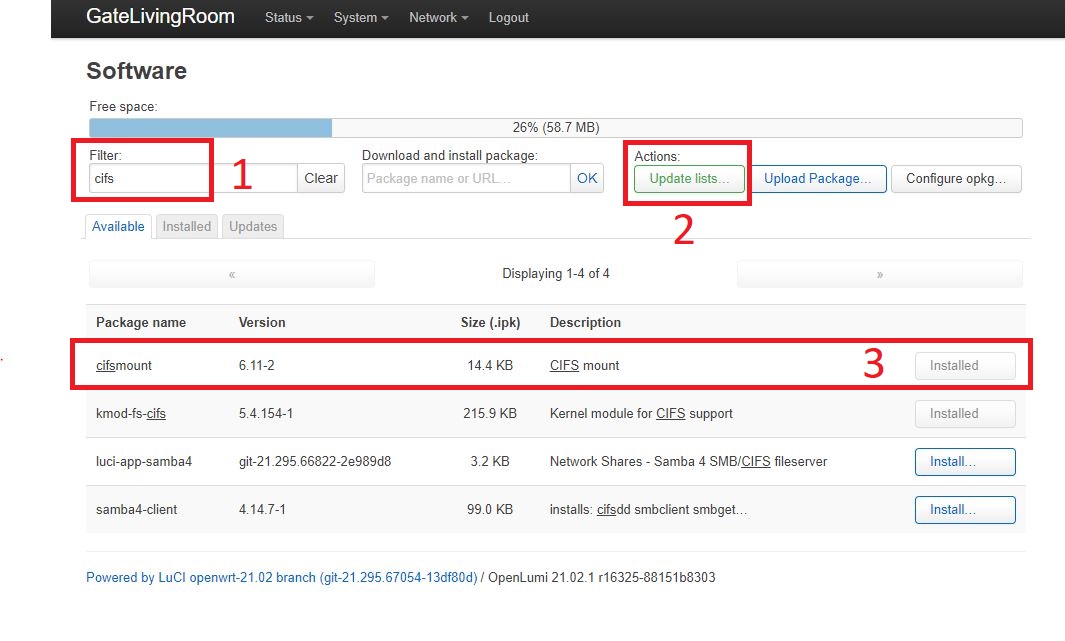 GateLivingRoom Status System Network Logout
Software
Free space:
26% (58.7 MB)
Filter: Download and install package: Actions:
cifs Clear Package name or URL... OK Update lists... Upload Package... Configure opkg...
1
2
Available Installed Updates
« Displaying 1-4 of 4 »
Package name Version Size (.ipk) Description
cifsmount 6.11-2 14.4 KB CIFS mount 3 Installed
kmod-fs-cifs 5.4.154-1 215.9 KB Kernel module for CIFS support Installed
luci-app-samba4 git-21.295.66822-2e989d8 3.2 KB Network Shares - Samba 4 SMB/CIFS fileserver Install...
samba4-client 4.14.7-1 99.0 KB installs: cifsdd smbclient smbget... Install...
Powered by LuCI openwrt-21.02 branch (git-21.295.67054-13df80d) / OpenLumi 21.02.1 r16325-88151b8303